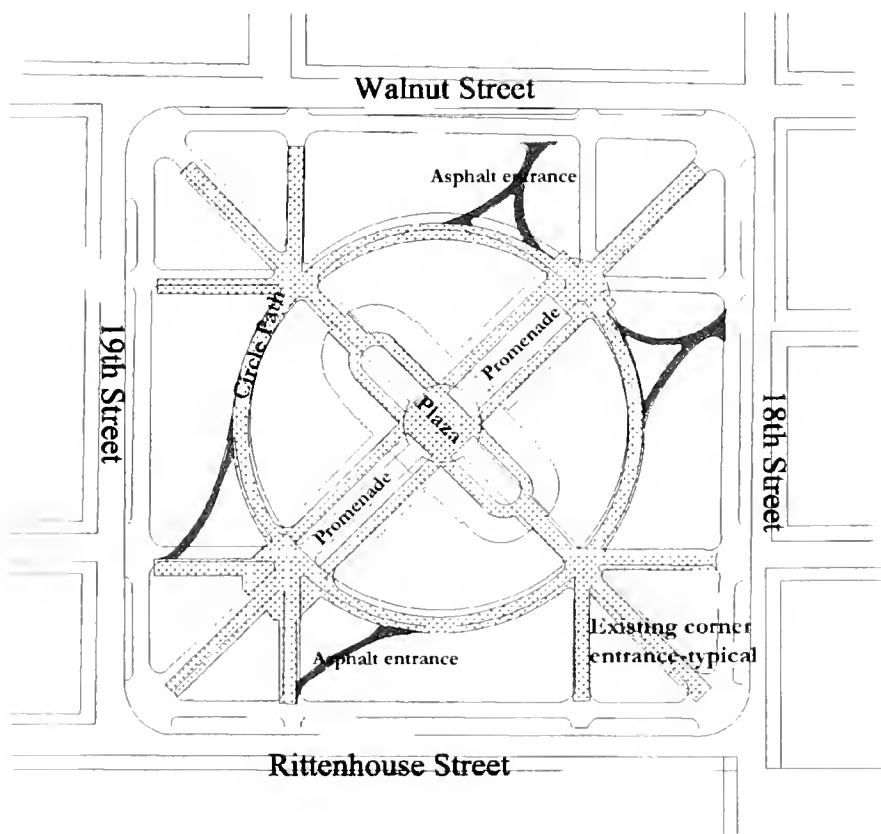 Walnut Street
Asphalt entrance
Circle Path
Promenade
19th Street
Plaza
18th Street
Promenade
Existing corner
entrance-typical
Asphalt entrance
Rittenhouse Street